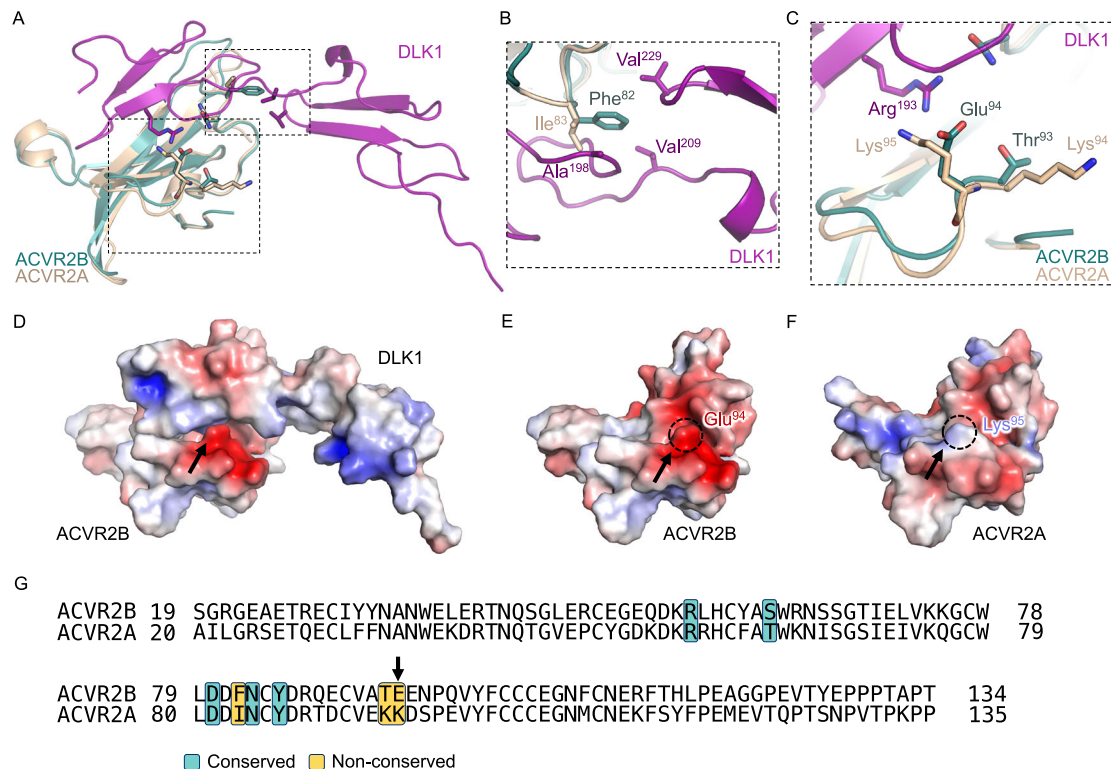 A
DLK1
ACVR2B
ACVR2A
B
Val229
Phe82
Ile83
Val209
Ala198
DLK1
C
DLK1
Arg193
Glu94
Lys95
Thr93
Lys94
ACVR2B
ACVR2A
D
DLK1
ACVR2B
E
Glu94
ACVR2B
F
Lys95
ACVR2A
G
ACVR2B 19 SGRGEAETRECIYYNANWELERTNQSGLERCEGEQDKRLHCYASWRNSSGTIELVKKGCW 78
ACVR2A 20 AILGRSETQECLFFNANWEKDRTNQTGVEPCYGDKDKRRHCFATWKNISGSIEIVKQGCW 79
ACVR2B 79 LDDFNCYDRQECVATEENPQVYFCCCEGNFCNERFTHLPEAGGPEVTYEPPPTAPT 134
ACVR2A 80 LDDINCYDRTDCVEKKDSPEVYFCCCEGNMCNEKFSYFPEMEVTQPTSNPVTPKPP 135
Conserved Non-conserved